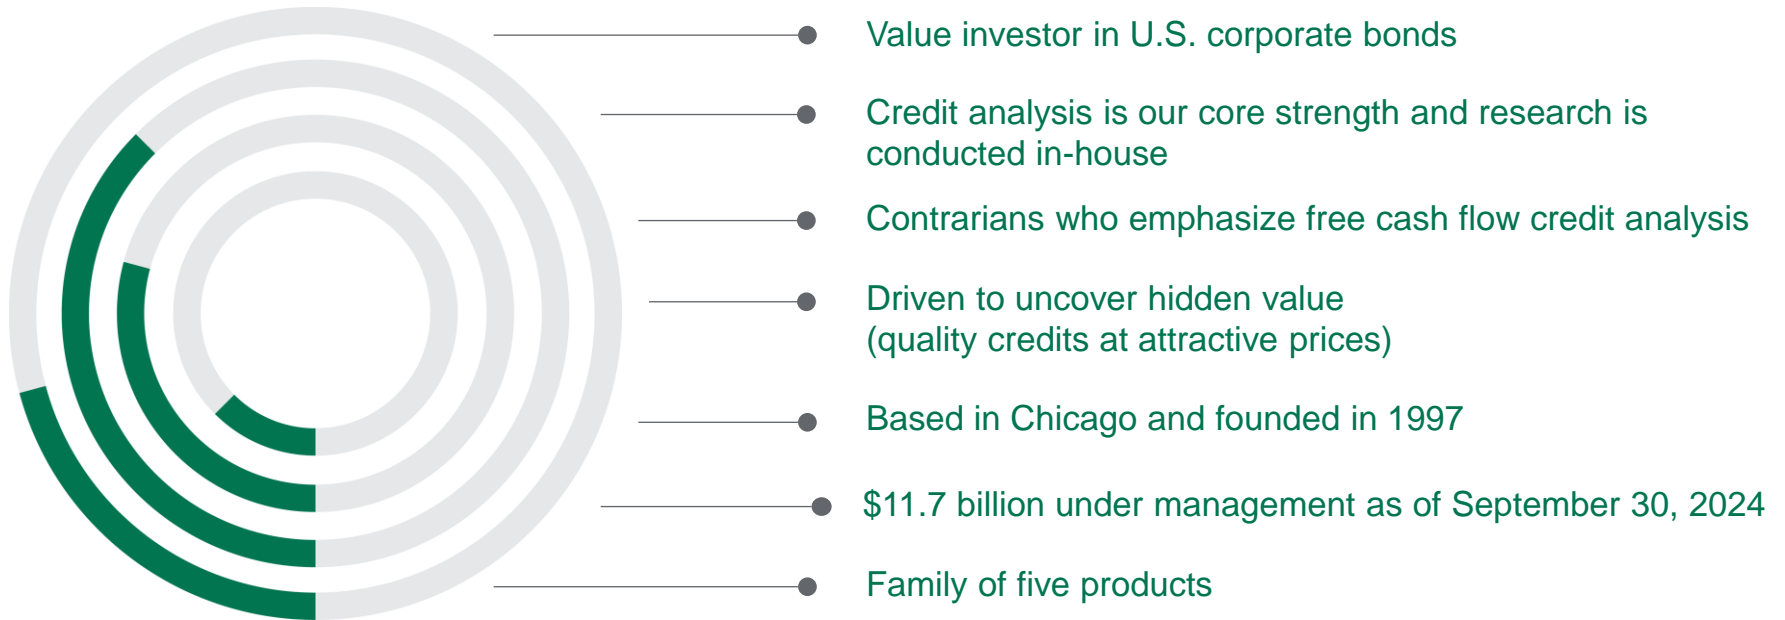 Value investor in U.S. corporate bonds
Credit analysis is our core strength and research is
conducted in-house
Contrarians who emphasize free cash flow credit analysis
Driven to uncover hidden value
(quality credits at attractive prices)
Based in Chicago and founded in 1997
$11.7 billion under management as of September 30, 2024
Family of five products